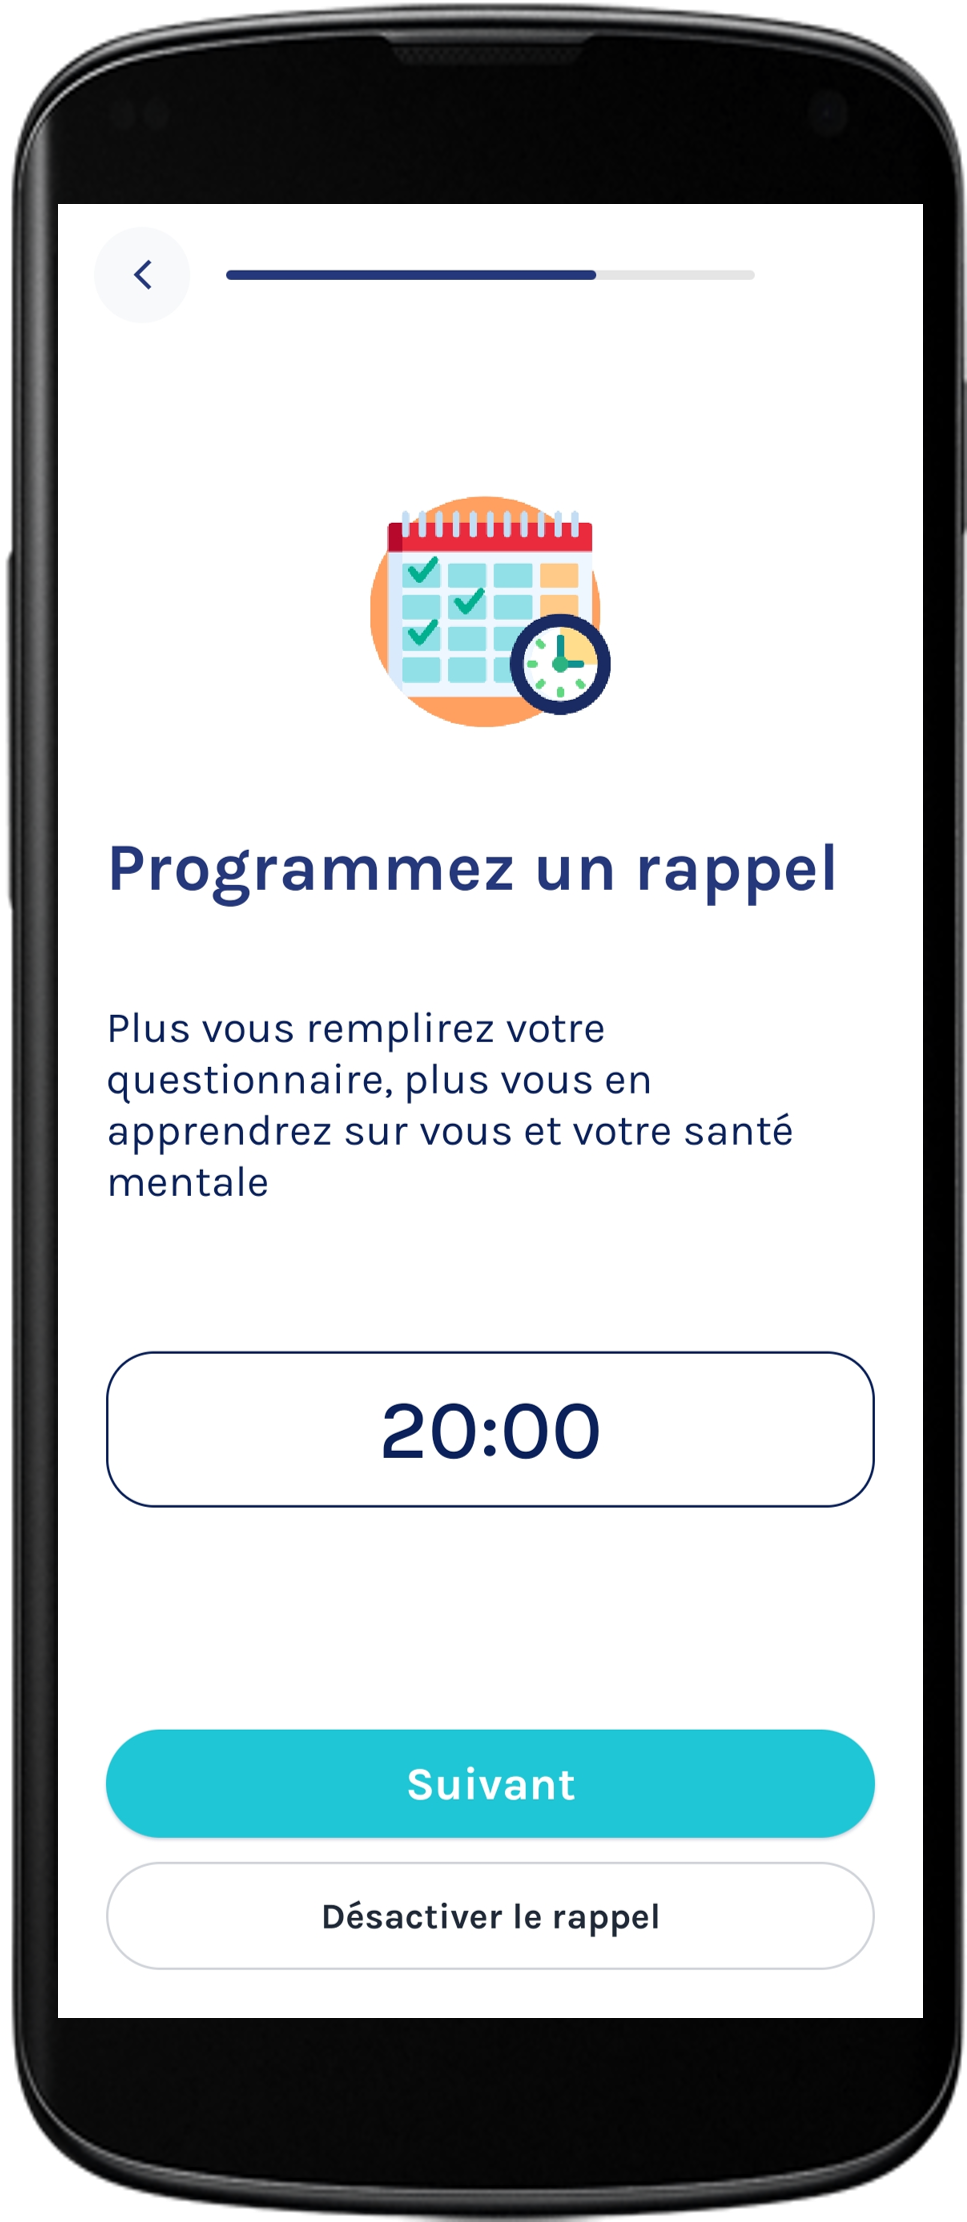 Programmez un rappel
Plus vous remplirez votre
questionnaire, plus vous en
apprendrez sur vous et votre santé
mentale
20:00
Suivant
Désactiver le rappel